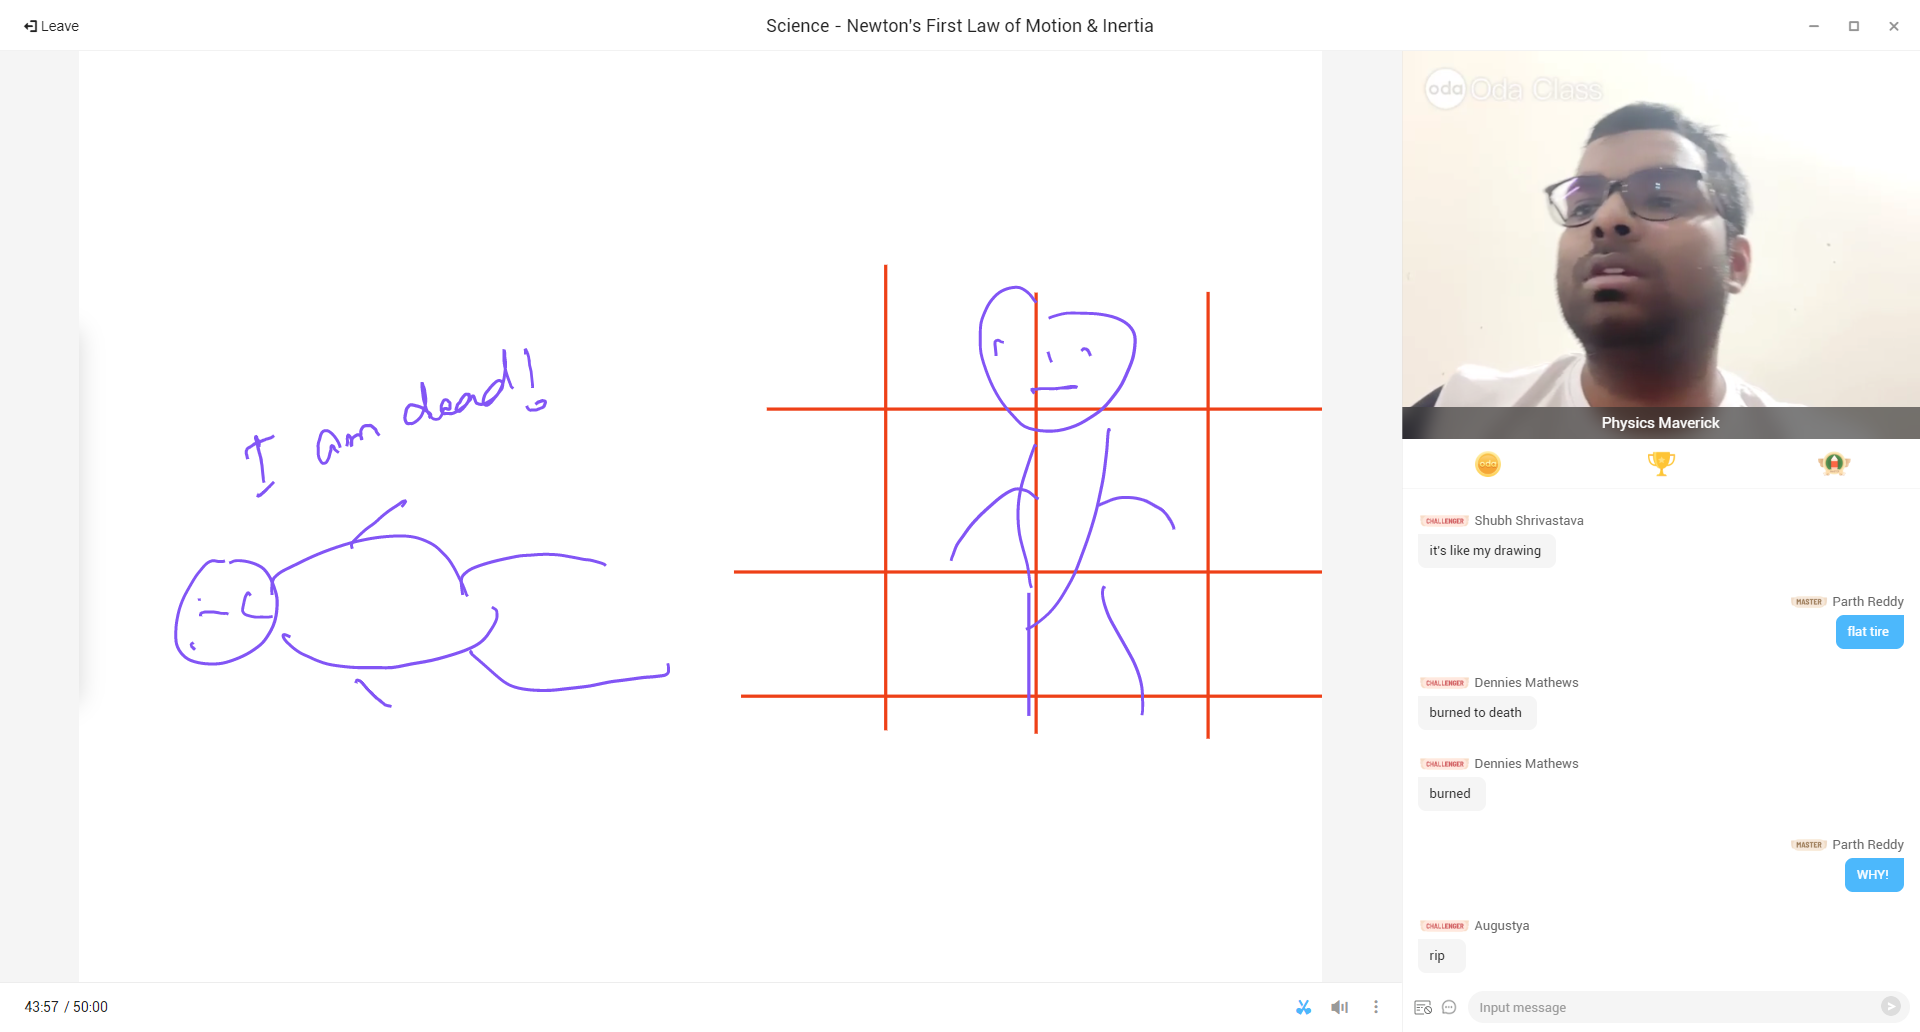 Leave
Science - Newton's First Law of Motion & Inertia
oda Oda Class
I am dead!
Physics Maverick
oda
CHALLENGER Shubh Shrivastava
it's like my drawing
MASTER Parth Reddy
flat tire
CHALLENGER Dennies Mathews
burned to death
CHALLENGER Dennies Mathews
burned
MASTER Parth Reddy
WHY!
CHALLENGER Augustya
rip
43:57 / 50:00
Input message